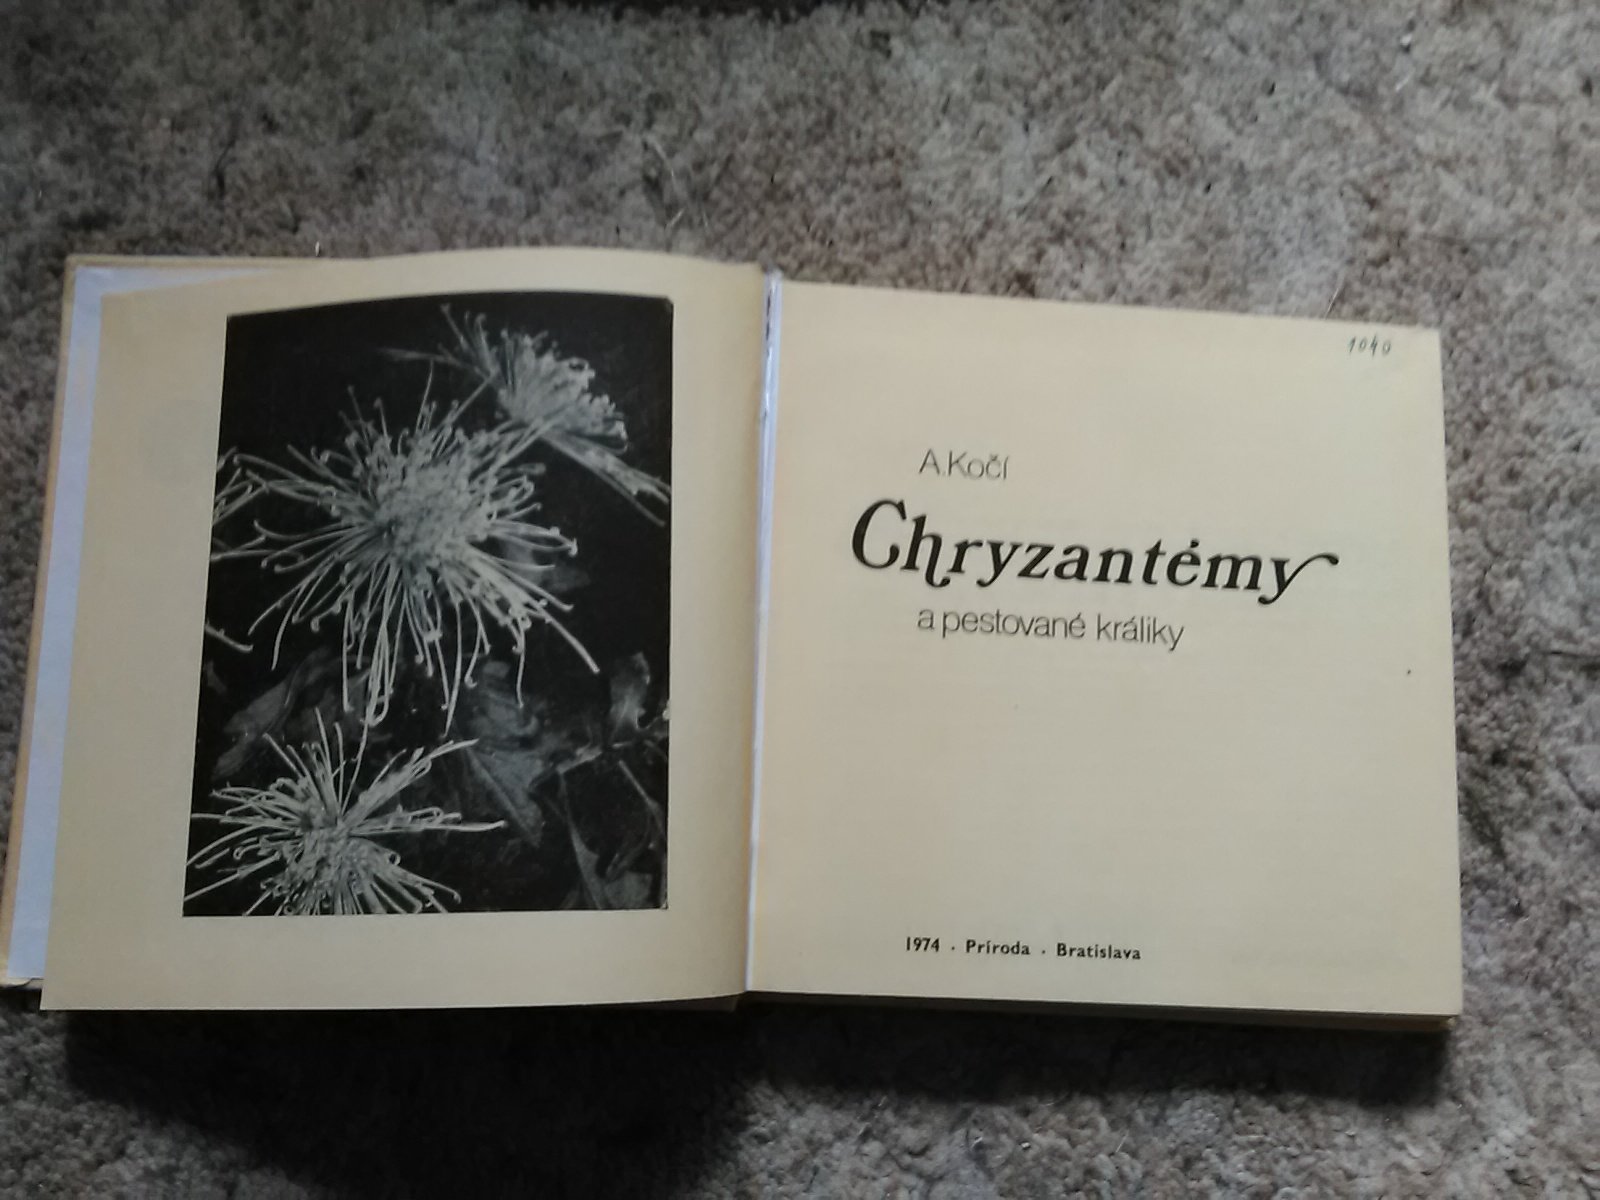 1040
A. Kočí
Chryzantémy
a pestované králiky
1974 . Príroda . Bratislava